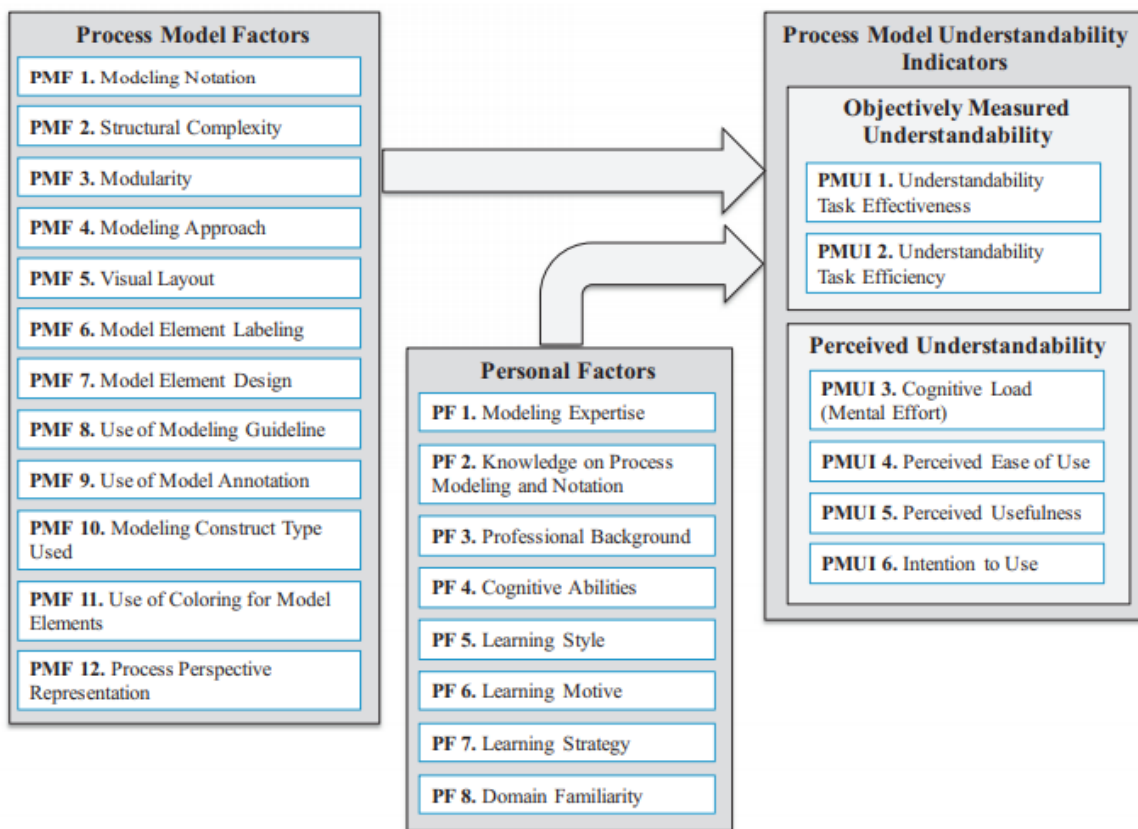 Process Model Factors
PMF 1. Modeling Notation
PMF 2. Structural Complexity
PMF 3. Modularity
PMF 4. Modeling Approach
PMF 5. Visual Layout
PMF 6. Model Element Labeling
PMF 7. Model Element Design
PMF 8. Use of Modeling Guideline
PMF 9. Use of Model Annotation
PMF 10. Modeling Construct Type
Used
PMF 11. Use of Coloring for Model
Elements
PMF 12. Process Perspective
Representation
Personal Factors
PF 1. Modeling Expertise
PF 2. Knowledge on Process
Modeling and Notation
PF 3. Professional Background
PF 4. Cognitive Abilities
PF 5. Learning Style
PF 6. Learning Motive
PF 7. Learning Strategy
PF 8. Domain Familiarity
Process Model Understandability
Indicators
Objectively Measured
Understandability
PMUI 1. Understandability
Task Effectiveness
PMUI 2. Understandability
Task Efficiency
Perceived Understandability
PMUI 3. Cognitive Load
(Mental Effort)
PMUI 4. Perceived Ease of Use
PMUI 5. Perceived Usefulness
PMUI 6. Intention to Use